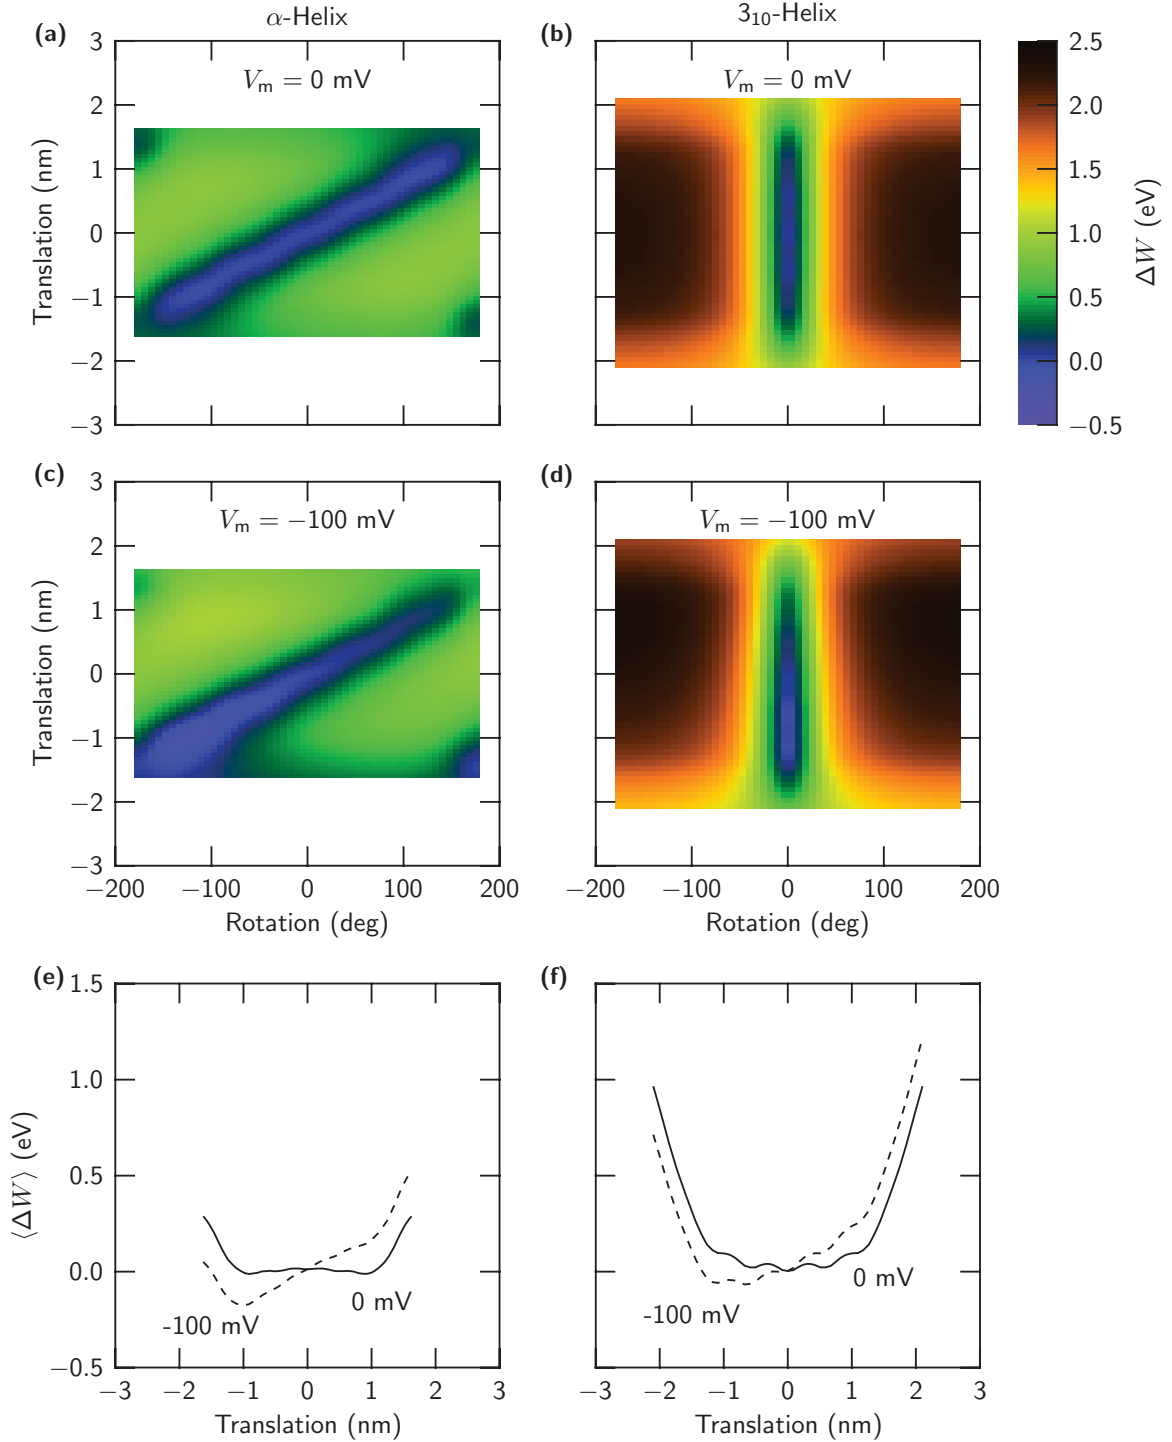 α-Helix
3₁₀-Helix
(a)
(b)
3
2
1
0
−1
−2
−3
Translation (nm)
Vm = 0 mV
Vm = 0 mV
2.5
2.0
1.5
1.0
0.5
0.0
−0.5
ΔW (eV)
(c)
(d)
3
2
1
0
−1
−2
−3
Translation (nm)
Vm = −100 mV
Vm = −100 mV
−200 −100 0 100 200
−200 −100 0 100 200
Rotation (deg)
Rotation (deg)
(e)
(f)
1.5
1.0
0.5
0.0
−0.5
⟨ΔW⟩ (eV)
-100 mV
0 mV
-100 mV
0 mV
−3 −2 −1 0 1 2 3
−3 −2 −1 0 1 2 3
Translation (nm)
Translation (nm)